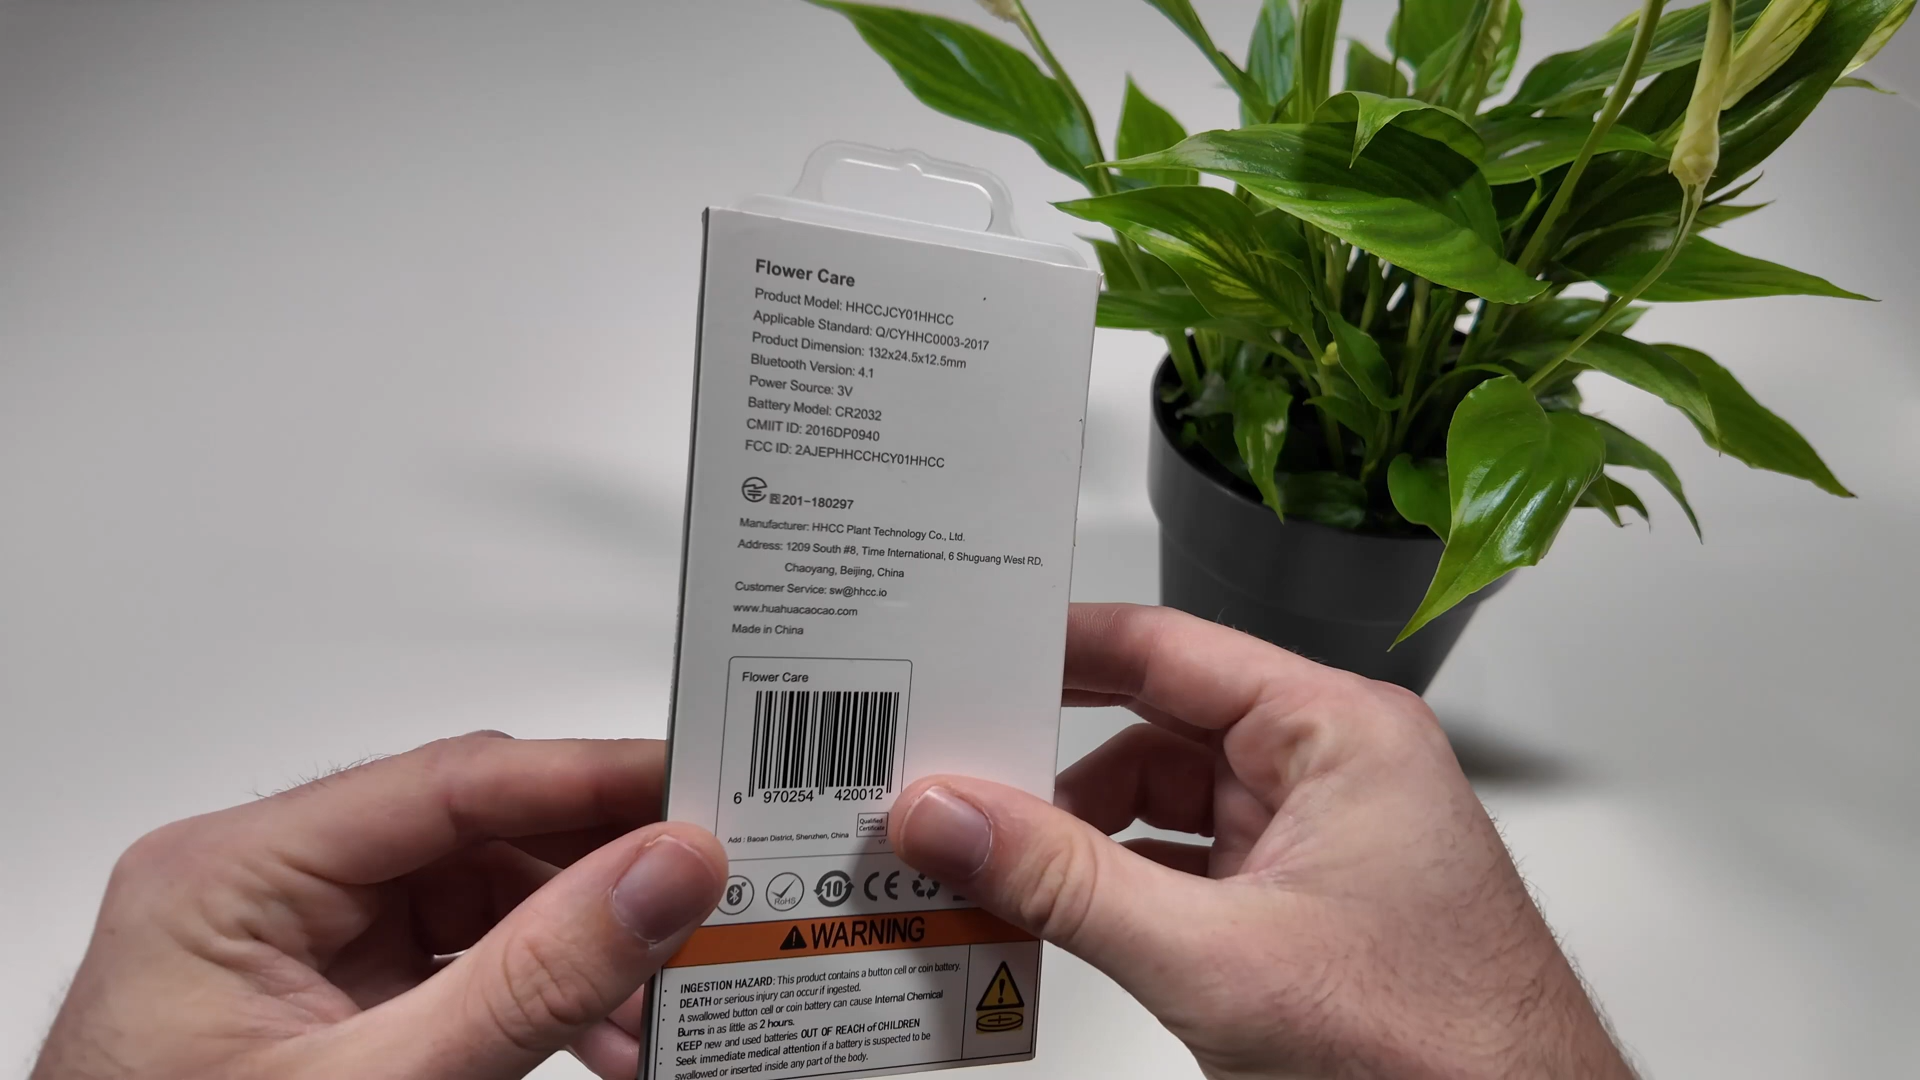 Flower Care
Product Model: HHCCJCY01HHCC
Applicable Standard: Q/CYHHC0003-2017
Product Dimension: 132x24.5x12.5mm
Bluetooth Version: 4.1
Power Source: 3V
Battery Model: CR2032
CMIIT ID: 2016DP0940
FCC ID: 2AJEPHHCCHCY01HHCC
201-180297
Manufacturer: HHCC Plant Technology Co., Ltd.
Address: 1209 South #8, Time International, 6 Shuguang West RD,
Chaoyang, Beijing, China
Customer Service: sw@hhcc.io
www.huahuacaocao.com
Made in China
Flower Care
6 970254 420012
Qualified
Certificate
Add : Baoan District, Shenzhen, China
V7
RoHS
10
CE
WARNING
· INGESTION HAZARD: This product contains a button cell or coin battery.
· DEATH or serious injury can occur if ingested.
· A swallowed button cell or coin battery can cause Internal Chemical
Burns in as little as 2 hours.
· KEEP new and used batteries OUT OF REACH of CHILDREN
· Seek immediate medical attention if a battery is suspected to be
swallowed or inserted inside any part of the body.